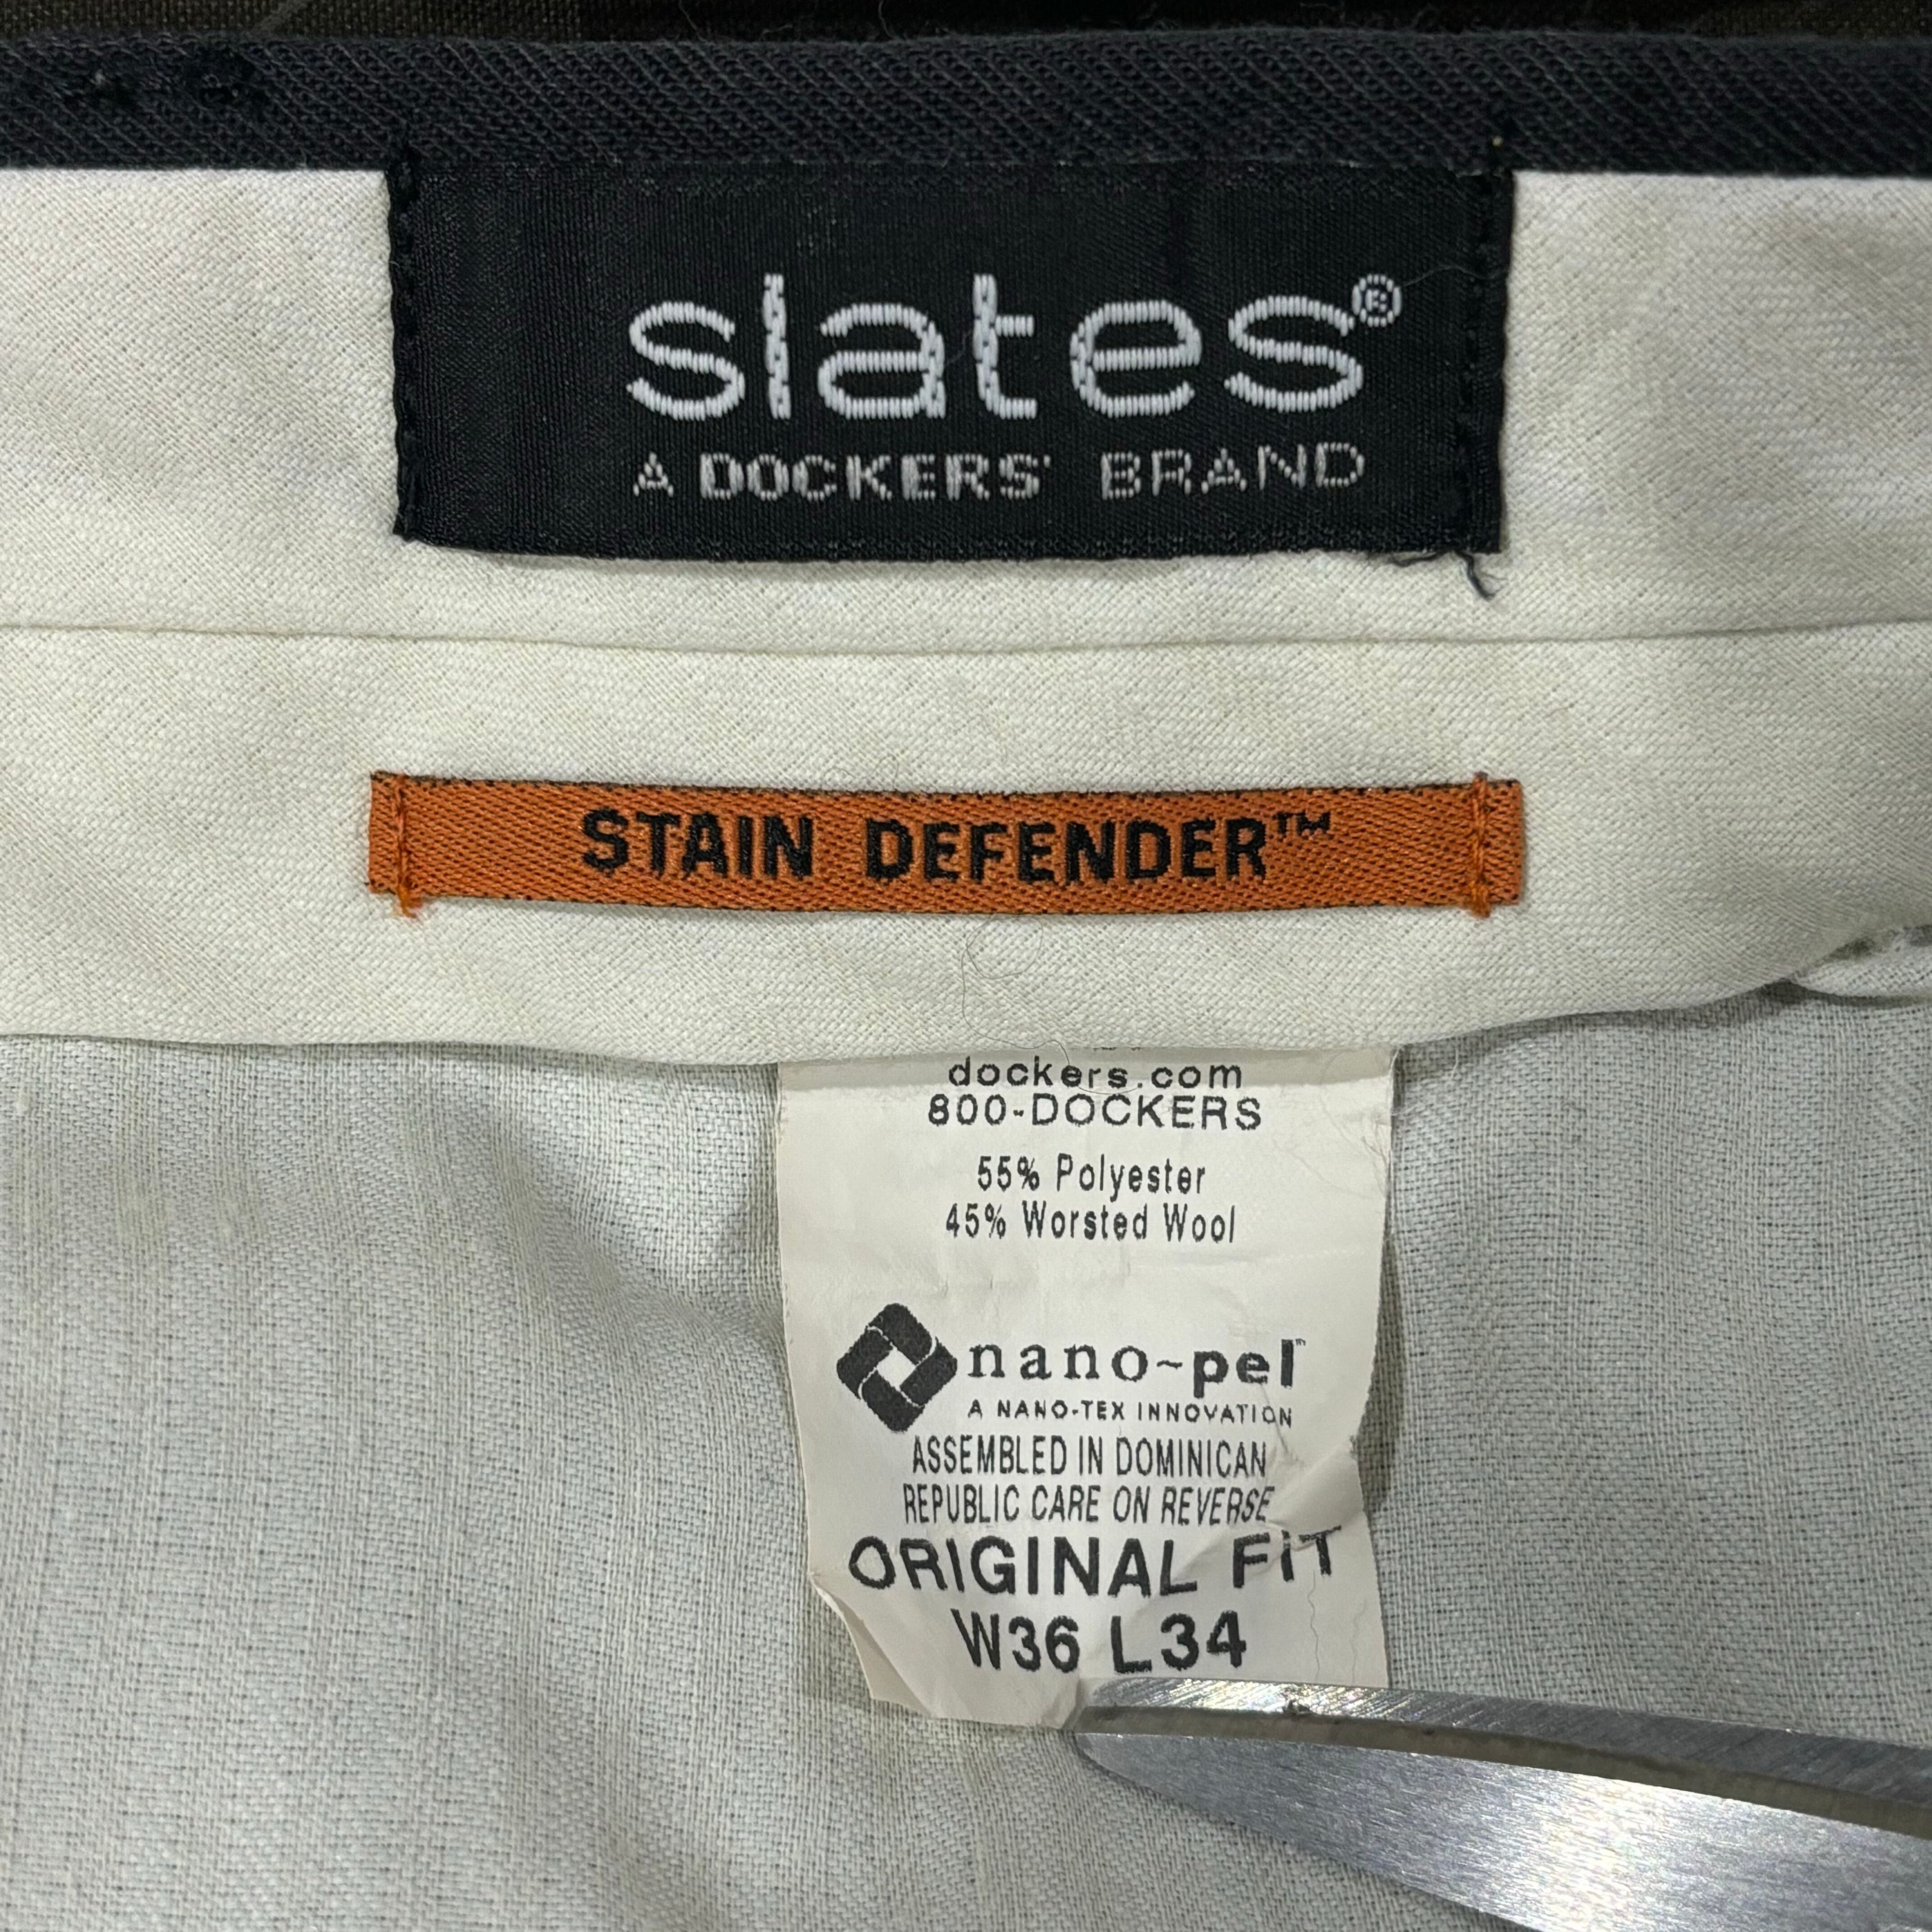 slates®
A DOCKERS® BRAND
STAIN DEFENDER™
dockers.com
800-DOCKERS
55% Polyester
45% Worsted Wool
nano~pel™
A NANO-TEX INNOVATION
ASSEMBLED IN DOMINICAN
REPUBLIC CARE ON REVERSE
ORIGINAL FIT
W36 L34